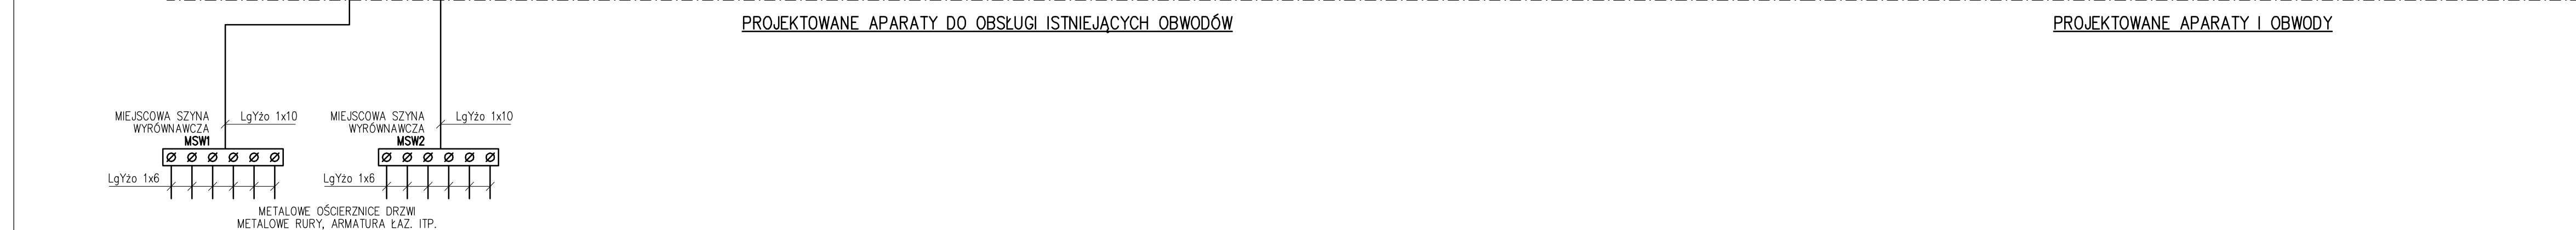 PROJEKTOWANE APARATY DO OBSŁUGI ISTNIEJĄCYCH OBWODÓW
PROJEKTOWANE APARATY I OBWODY
MIEJSCOWA SZYNA
WYRÓWNAWCZA
MSW1
LgYżo 1x10
MIEJSCOWA SZYNA
WYRÓWNAWCZA
MSW2
LgYżo 1x10
LgYżo 1x6
LgYżo 1x6
METALOWE OŚCIERZNICE DRZWI
METALOWE RURY, ARMATURA ŁAZ. ITP.